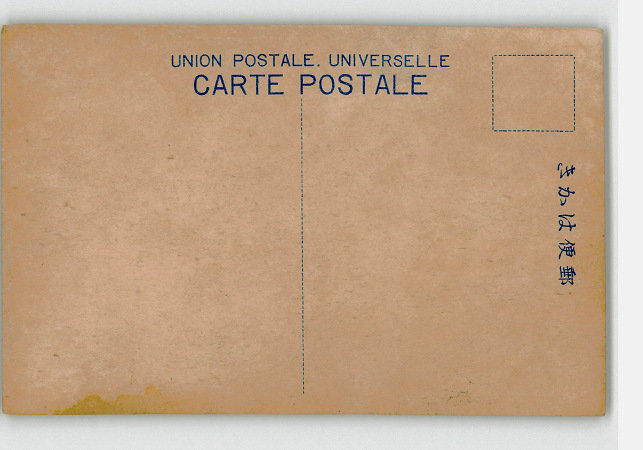 UNION POSTALE. UNIVERSELLE
CARTE POSTALE
きかは便郵